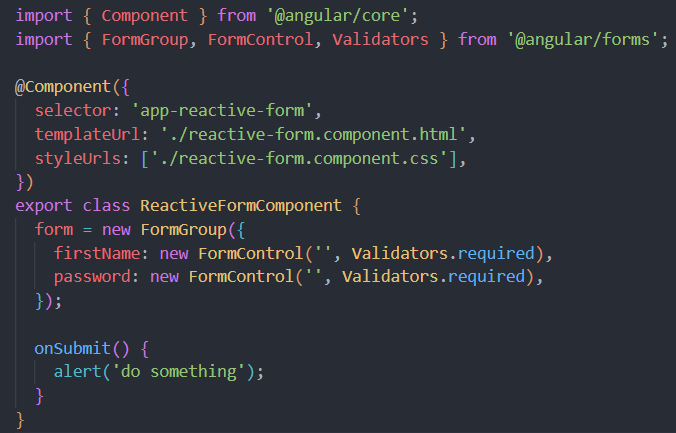 import { Component } from '@angular/core';
import { FormGroup, FormControl, Validators } from '@angular/forms';

@Component({
  selector: 'app-reactive-form',
  templateUrl: './reactive-form.component.html',
  styleUrls: ['./reactive-form.component.css'],
})
export class ReactiveFormComponent {
  form = new FormGroup({
    firstName: new FormControl('', Validators.required),
    password: new FormControl('', Validators.required),
  });

  onSubmit() {
    alert('do something');
  }
}